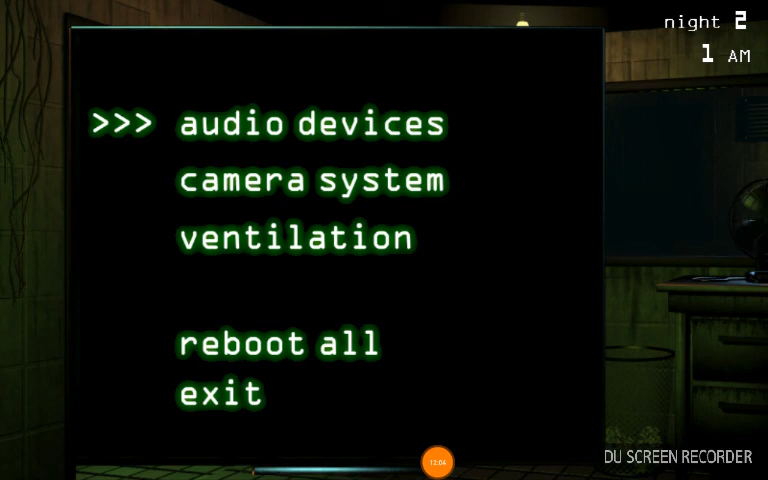 night 2
1 AM
>>> audio devices
camera system
ventilation
reboot all
exit
12:04
DU SCREEN RECORDER